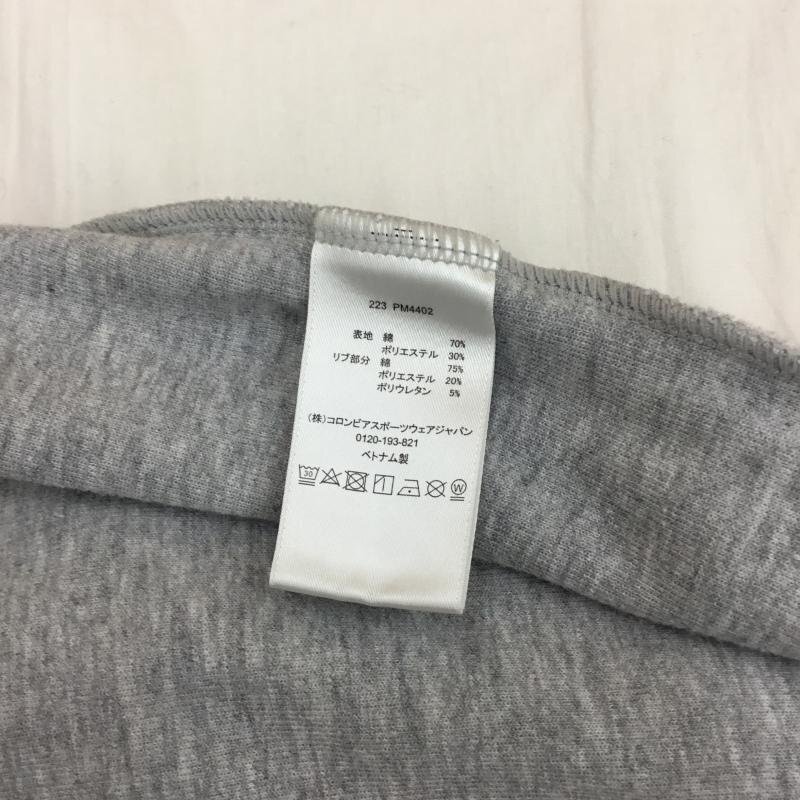 223 PM4402
表地 綿 70%
ポリエステル 30%
リブ部分 綿 75%
ポリエステル 20%
ポリウレタン 5%
(株)コロンビアスポーツウェアジャパン
0120-193-821
ベトナム製
30 W